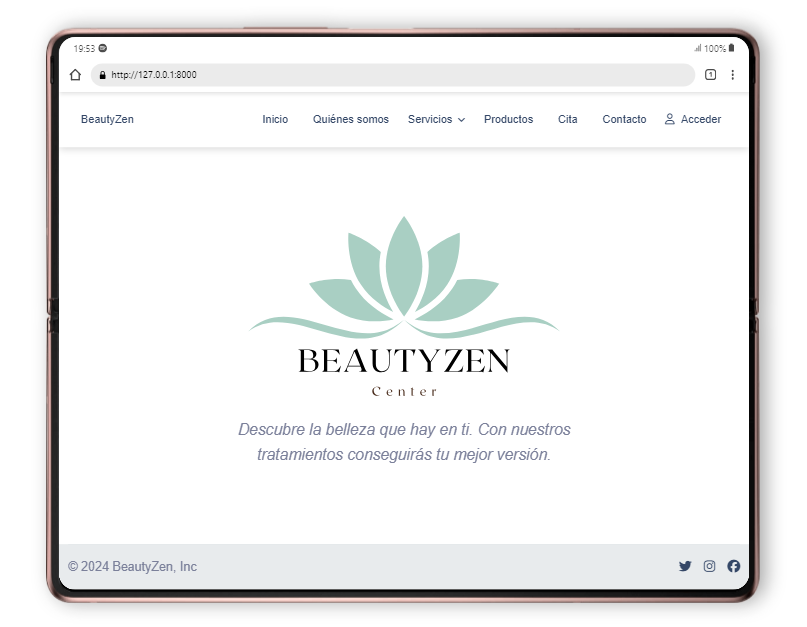 19:53
100%
http://127.0.0.1:8000
1
BeautyZen
Inicio
Quiénes somos
Servicios
Productos
Cita
Contacto
Acceder
BEAUTYZEN
Center
Descubre la belleza que hay en ti. Con nuestros
tratamientos conseguirás tu mejor versión.
© 2024 BeautyZen, Inc